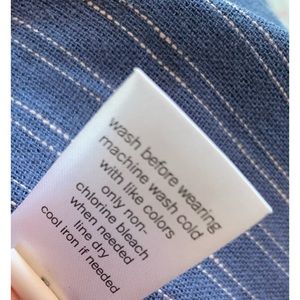 wash before wearing
machine wash cold
with like colors
only non-
chlorine bleach
when needed
line dry
cool iron if needed